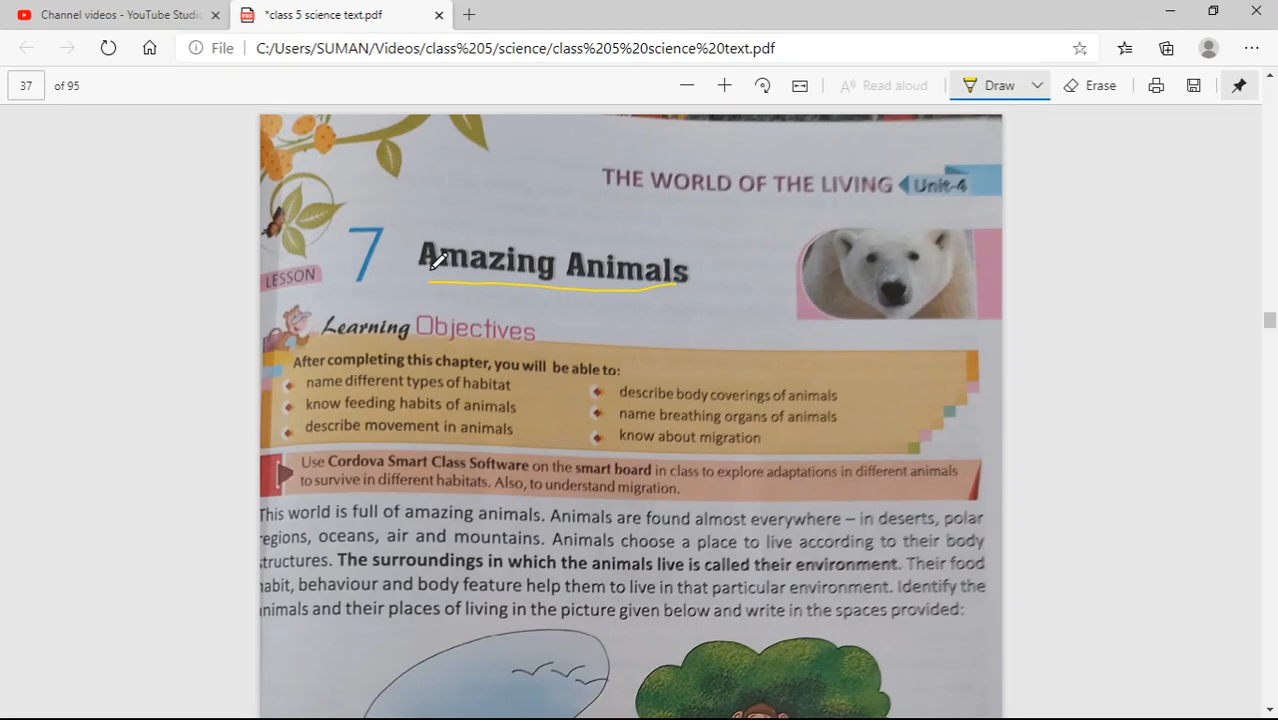 Channel videos - YouTube Studio
*class 5 science text.pdf
File
C:/Users/SUMAN/Videos/class%205/science/class%205%20science%20text.pdf
37 of 95
Read aloud
Draw
Erase
THE WORLD OF THE LIVING Unit-4
LESSON 7 Amazing Animals
Learning Objectives
After completing this chapter, you will be able to:
name different types of habitat
know feeding habits of animals
describe movement in animals
describe body coverings of animals
name breathing organs of animals
know about migration
Use Cordova Smart Class Software on the smart board in class to explore adaptations in different animals
to survive in different habitats. Also, to understand migration.
This world is full of amazing animals. Animals are found almost everywhere – in deserts, polar
regions, oceans, air and mountains. Animals choose a place to live according to their body
structures. The surroundings in which the animals live is called their environment. Their food
habit, behaviour and body feature help them to live in that particular environment. Identify the
animals and their places of living in the picture given below and write in the spaces provided: